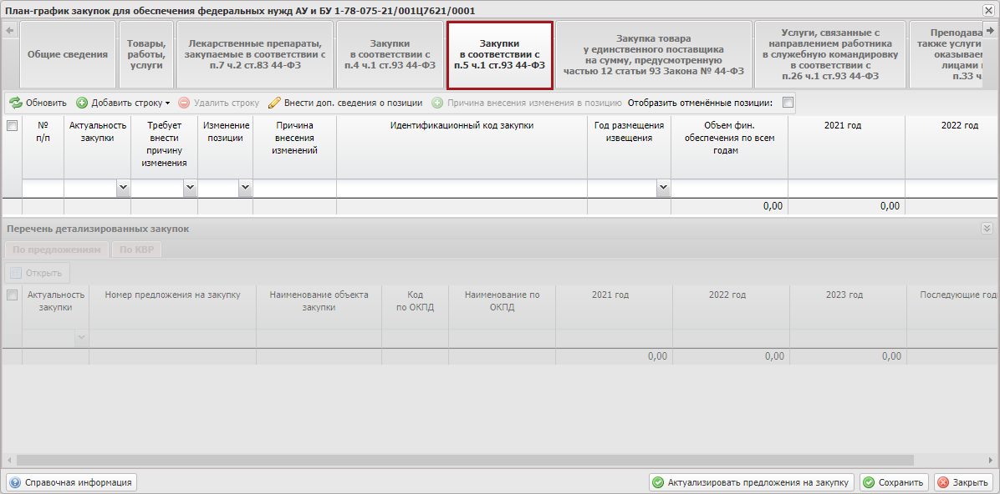 План-график закупок для обеспечения федеральных нужд АУ и БУ 1-78-075-21/001Ц7621/0001
Общие сведения
Товары,
работы,
услуги
Лекарственные препараты,
закупаемые в соответствии с
п.7 ч.2 ст.83 44-ФЗ
Закупки
в соответствии с
п.4 ч.1 ст.93 44-ФЗ
Закупки
в соответствии с
п.5 ч.1 ст.93 44-ФЗ
Закупка товара
у единственного поставщика
на сумму, предусмотренную
частью 12 статьи 93 Закона № 44-ФЗ
Услуги, связанные с
направлением работника
в служебную командировку
в соответствии с
п.26 ч.1 ст.93 44-ФЗ
Преподава
также услуги
оказываем
лицами
п.33 ч.
Обновить Добавить строку Удалить строку Внести доп. сведения о позиции Причина внесения изменения в позицию Отобразить отменённые позиции:
№
п/п
Актуальность
закупки
Требует
внести
причину
изменения
Изменение
позиции
Причина
внесения
изменений
Идентификационный код закупки
Год размещения
извещения
Объем фин.
обеспечения по всем
годам
2021 год
2022 год
0,00 0,00
Перечень детализированных закупок
По предложениям По КВР
Открыть
Актуальность
закупки
Номер предложения на закупку
Наименование объекта
закупки
Код
по ОКПД
Наименование по
ОКПД
2021 год
2022 год
2023 год
Последующие год
0,00 0,00 0,00
Справочная информация Актуализировать предложения на закупку Сохранить Закрыть